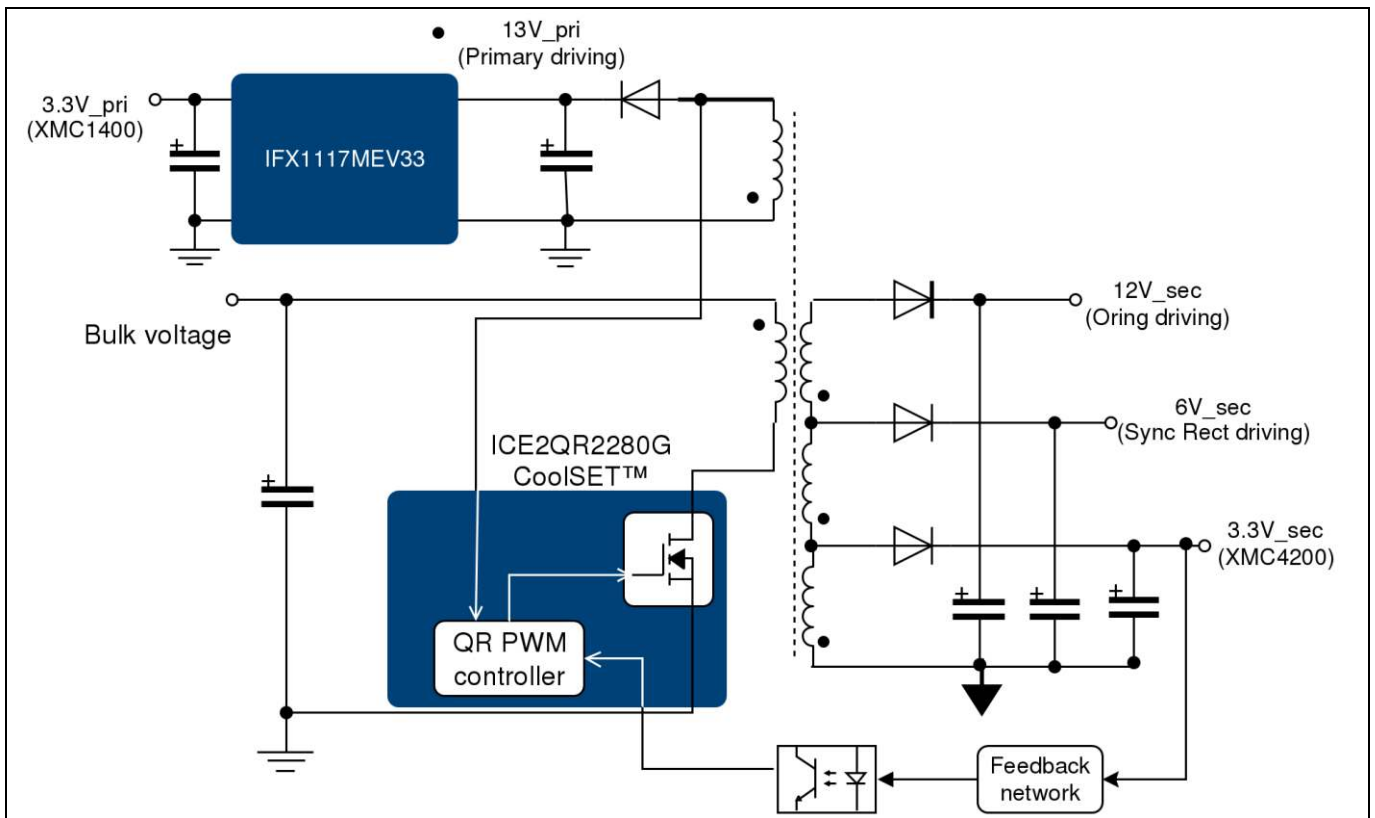 13V_pri
(Primary driving)
3.3V_pri
(XMC1400)
IFX1117MEV33
+
+
Bulk voltage
12V_sec
(Oring driving)
6V_sec
(Sync Rect driving)
ICE2QR2280G
CoolSET™
+
3.3V_sec
(XMC4200)
+
+
+
QR PWM
controller
Feedback
network